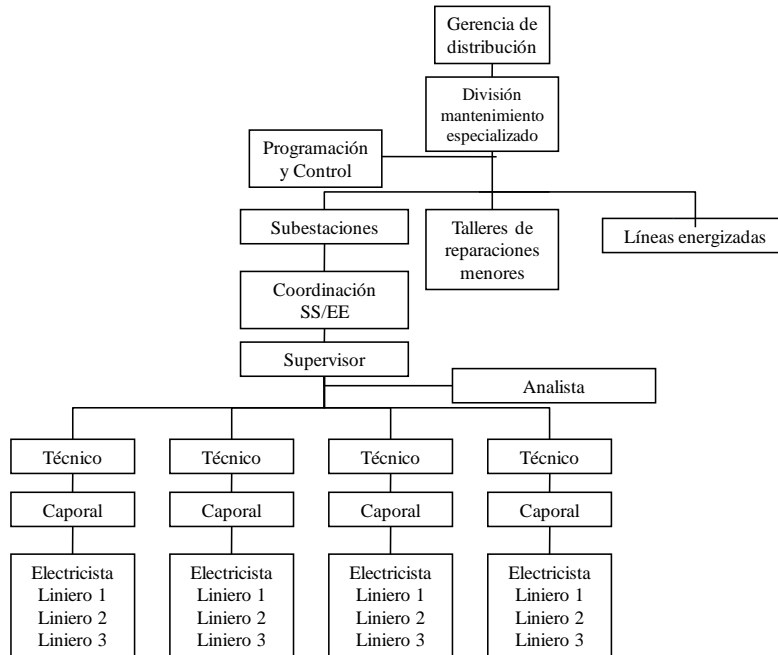 Gerencia de
distribución
División
mantenimiento
especializado
Programación
y Control
Subestaciones
Talleres de
reparaciones
menores
Líneas energizadas
Coordinación
SS/EE
Supervisor
Analista
Técnico
Técnico
Técnico
Técnico
Caporal
Caporal
Caporal
Caporal
Electricista
Liniero 1
Liniero 2
Liniero 3
Electricista
Liniero 1
Liniero 2
Liniero 3
Electricista
Liniero 1
Liniero 2
Liniero 3
Electricista
Liniero 1
Liniero 2
Liniero 3